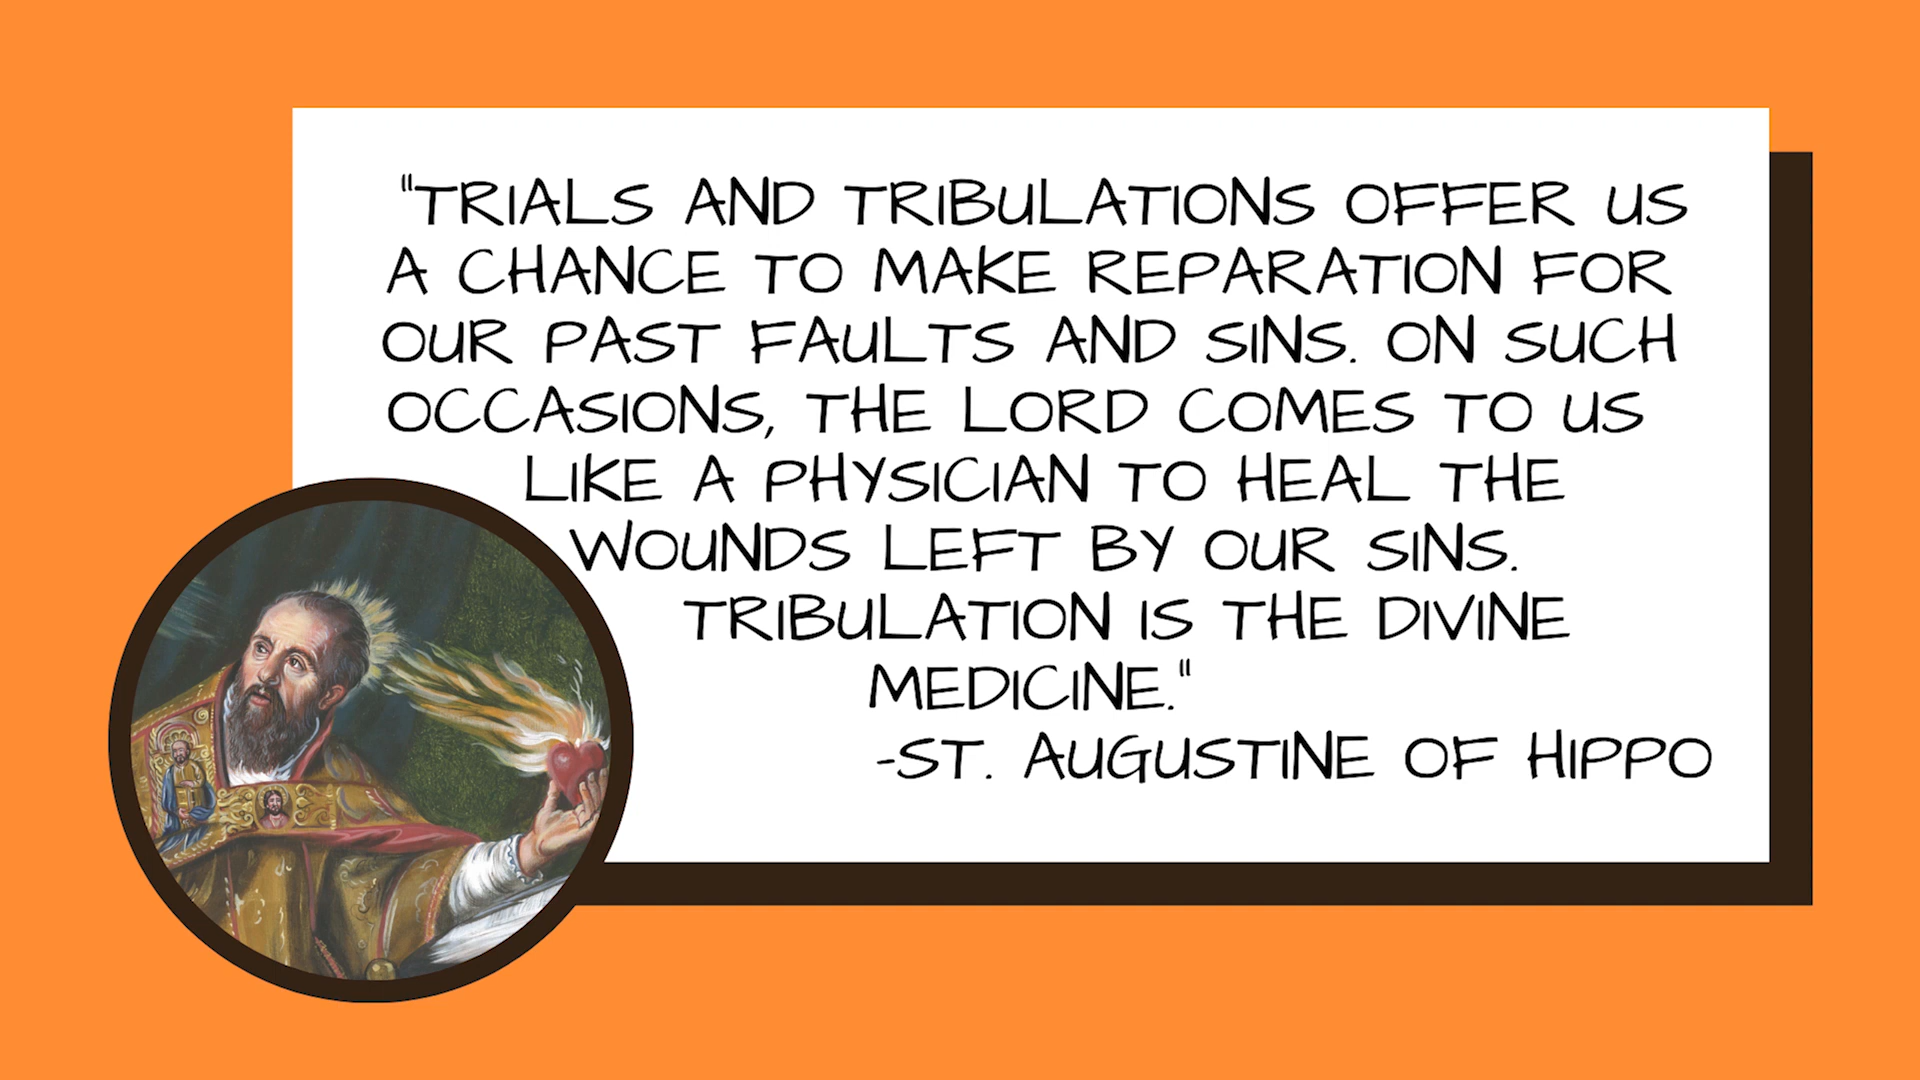 "TRIALS AND TRIBULATIONS OFFER US
A CHANCE TO MAKE REPARATION FOR
OUR PAST FAULTS AND SINS. ON SUCH
OCCASIONS, THE LORD COMES TO US
LIKE A PHYSICIAN TO HEAL THE
WOUNDS LEFT BY OUR SINS.
TRIBULATION IS THE DIVINE
MEDICINE."
-ST. AUGUSTINE OF HIPPO